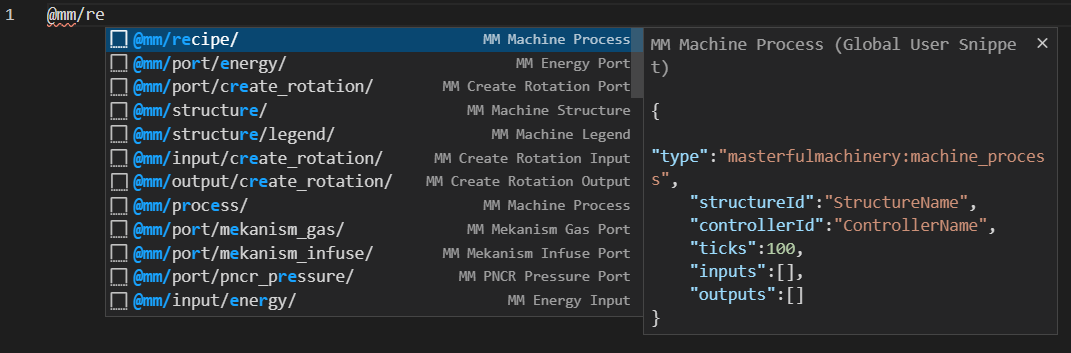 1 @mm/re
@mm/recipe/ MM Machine Process
@mm/port/energy/ MM Energy Port
@mm/port/create_rotation/ MM Create Rotation Port
@mm/structure/ MM Machine Structure
@mm/structure/legend/ MM Machine Legend
@mm/input/create_rotation/ MM Create Rotation Input
@mm/output/create_rotation/ MM Create Rotation Output
@mm/process/ MM Machine Process
@mm/port/mekanism_gas/ MM Mekanism Gas Port
@mm/port/mekanism_infuse/ MM Mekanism Infuse Port
@mm/port/pncr_pressure/ MM PNCR Pressure Port
@mm/input/energy/ MM Energy Input
MM Machine Process (Global User Snippe
t)
{
"type":"masterfulmachinery:machine_proces
s",
"structureId":"StructureName",
"controllerId":"ControllerName",
"ticks":100,
"inputs":[],
"outputs":[]
}